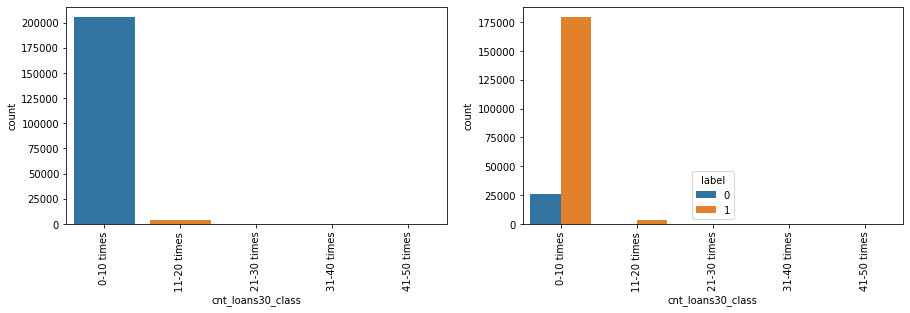 200000
175000
150000
125000
100000
75000
50000
25000
0
count
0-10 times
11-20 times
21-30 times
31-40 times
41-50 times
cnt_loans30_class
175000
150000
125000
100000
75000
50000
25000
0
count
label
0
1
0-10 times
11-20 times
21-30 times
31-40 times
41-50 times
cnt_loans30_class